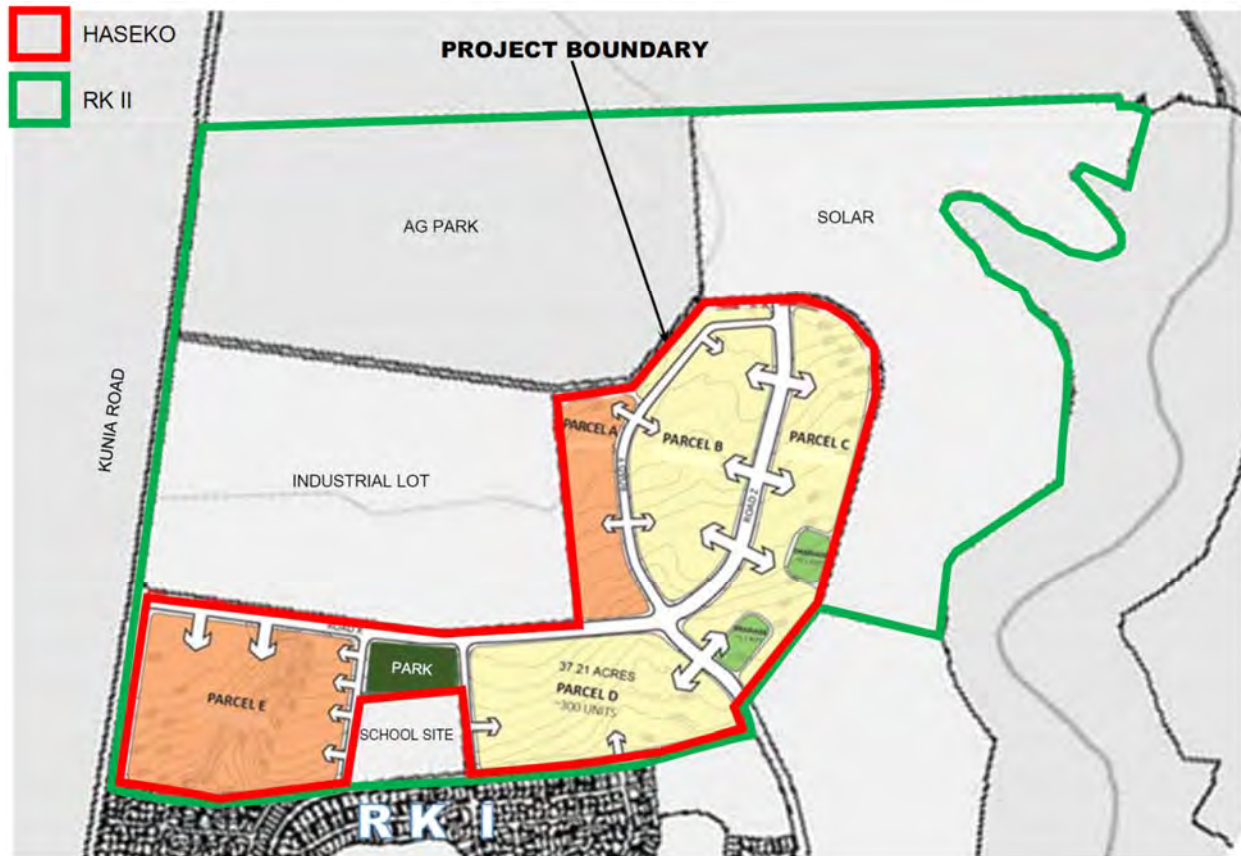 HASEKO
RK II
PROJECT BOUNDARY
AG PARK
SOLAR
KUNIA ROAD
INDUSTRIAL LOT
PARCEL A
PARCEL B
PARCEL C
ROAD 2
PARK
37.21 ACRES
PARCEL D
~300 UNITS
PARCEL E
SCHOOL SITE
RK I